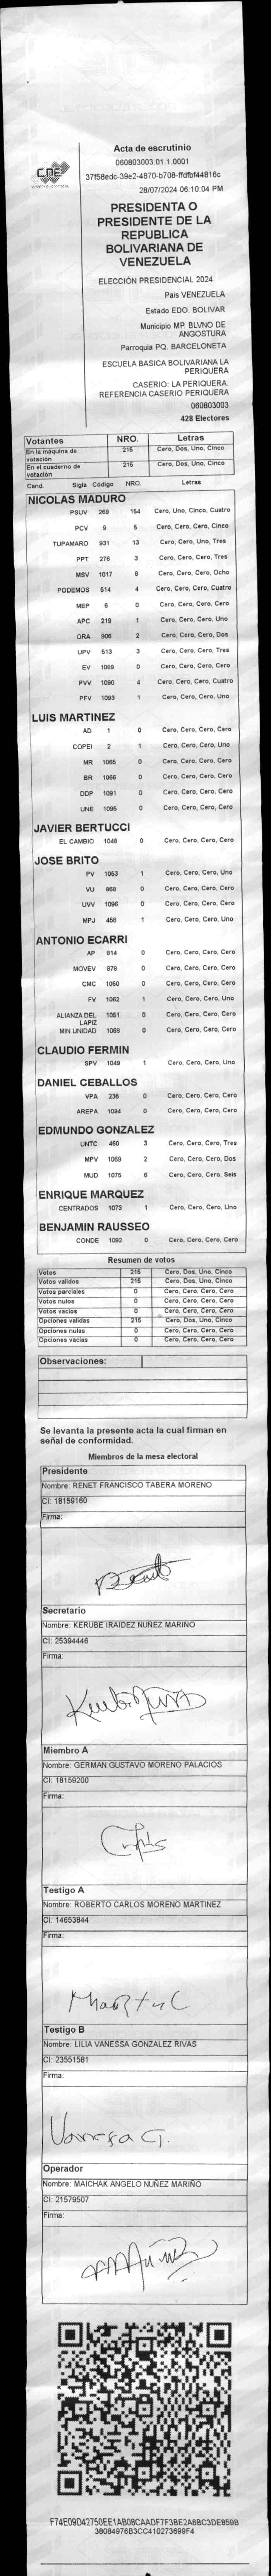 CNE
Acta de escrutinio
060803003.01.1.0001
37f58edc-39e2-4870-b708-ffdfbf44816c
28/07/2024 06:10:04 PM
PRESIDENTA O
PRESIDENTE DE LA
REPUBLICA
BOLIVARIANA DE
VENEZUELA
ELECCIÓN PRESIDENCIAL 2024
Pais VENEZUELA
Estado EDO. BOLIVAR
Municipio MP. BLVNO DE
ANGOSTURA
Parroquia PQ. BARCELONETA
ESCUELA BASICA BOLIVARIANA LA
PERIQUERA
CASERIO: LA PERIQUERA.
REFERENCIA CASERIO PERIQUERA
060803003
428 Electores
Votantes NRO. Letras
En la máquina de votación 215 Cero, Dos, Uno, Cinco
En el cuaderno de votación 215 Cero, Dos, Uno, Cinco
Cand. Sigla Código NRO. Letras
NICOLAS MADURO
PSUV 269 154 Cero, Uno, Cinco, Cuatro
PCV 9 5 Cero, Cero, Cero, Cinco
TUPAMARO 931 13 Cero, Cero, Uno, Tres
PPT 276 3 Cero, Cero, Cero, Tres
MSV 1017 8 Cero, Cero, Cero, Ocho
PODEMOS 514 4 Cero, Cero, Cero, Cuatro
MEP 6 0 Cero, Cero, Cero, Cero
APC 219 1 Cero, Cero, Cero, Uno
ORA 906 2 Cero, Cero, Cero, Dos
UPV 513 3 Cero, Cero, Cero, Tres
EV 1089 0 Cero, Cero, Cero, Cero
PVV 1090 4 Cero, Cero, Cero, Cuatro
PFV 1093 1 Cero, Cero, Cero, Uno
LUIS MARTINEZ
AD 1 0 Cero, Cero, Cero, Cero
COPEI 2 1 Cero, Cero, Cero, Uno
MR 1065 0 Cero, Cero, Cero, Cero
BR 1066 0 Cero, Cero, Cero, Cero
DDP 1091 0 Cero, Cero, Cero, Cero
UNE 1095 0 Cero, Cero, Cero, Cero
JAVIER BERTUCCI
EL CAMBIO 1048 0 Cero, Cero, Cero, Cero
JOSE BRITO
PV 1053 1 Cero, Cero, Cero, Uno
VU 868 0 Cero, Cero, Cero, Cero
UVV 1096 0 Cero, Cero, Cero, Cero
MPJ 456 1 Cero, Cero, Cero, Uno
ANTONIO ECARRI
AP 814 0 Cero, Cero, Cero, Cero
MOVEV 979 0 Cero, Cero, Cero, Cero
CMC 1050 0 Cero, Cero, Cero, Cero
FV 1062 1 Cero, Cero, Cero, Uno
ALIANZA DEL LAPIZ 1051 0 Cero, Cero, Cero, Cero
MIN UNIDAD 1068 0 Cero, Cero, Cero, Cero
CLAUDIO FERMIN
SPV 1049 1 Cero, Cero, Cero, Uno
DANIEL CEBALLOS
VPA 236 0 Cero, Cero, Cero, Cero
AREPA 1094 0 Cero, Cero, Cero, Cero
EDMUNDO GONZALEZ
UNTC 460 3 Cero, Cero, Cero, Tres
MPV 1069 2 Cero, Cero, Cero, Dos
MUD 1075 6 Cero, Cero, Cero, Seis
ENRIQUE MARQUEZ
CENTRADOS 1073 1 Cero, Cero, Cero, Uno
BENJAMIN RAUSSEO
CONDE 1092 0 Cero, Cero, Cero, Cero
Resumen de votos
Votos 215 Cero, Dos, Uno, Cinco
Votos validos 215 Cero, Dos, Uno, Cinco
Votos parciales 0 Cero, Cero, Cero, Cero
Votos nulos 0 Cero, Cero, Cero, Cero
Votos vacios 0 Cero, Cero, Cero, Cero
Opciones validas 215 Cero, Dos, Uno, Cinco
Opciones nulas 0 Cero, Cero, Cero, Cero
Opciones vacias 0 Cero, Cero, Cero, Cero
Observaciones:
Se levanta la presente acta la cual firman en
señal de conformidad.
Miembros de la mesa electoral
Presidente
Nombre: RENET FRANCISCO TABERA MORENO
CI: 18159160
Firma:
Secretario
Nombre: KERUBE IRAIDEZ NUÑEZ MARIÑO
CI: 25394446
Firma:
Miembro A
Nombre: GERMAN GUSTAVO MORENO PALACIOS
CI: 18159200
Firma:
Testigo A
Nombre: ROBERTO CARLOS MORENO MARTINEZ
CI: 14653844
Firma:
Testigo B
Nombre: LILIA VANESSA GONZALEZ RIVAS
CI: 23551581
Firma:
Vanesa G.
Operador
Nombre: MAICHAK ANGELO NUÑEZ MARIÑO
CI: 21579507
Firma:
F74E09D42750EE1AB08CAADF7F3BE2A6BC3DE859B
38084976B3CC410273699F4